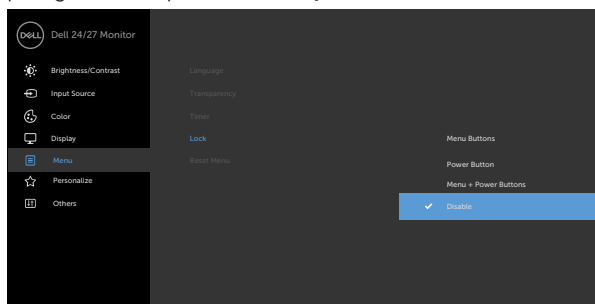 DELL
Dell 24/27 Monitor
Brightness/Contrast
Input Source
Color
Display
Menu
Personalize
Others
Language
Transparency
Timer
Lock
Reset Menu
Menu Buttons
Power Button
Menu + Power Buttons
Disable